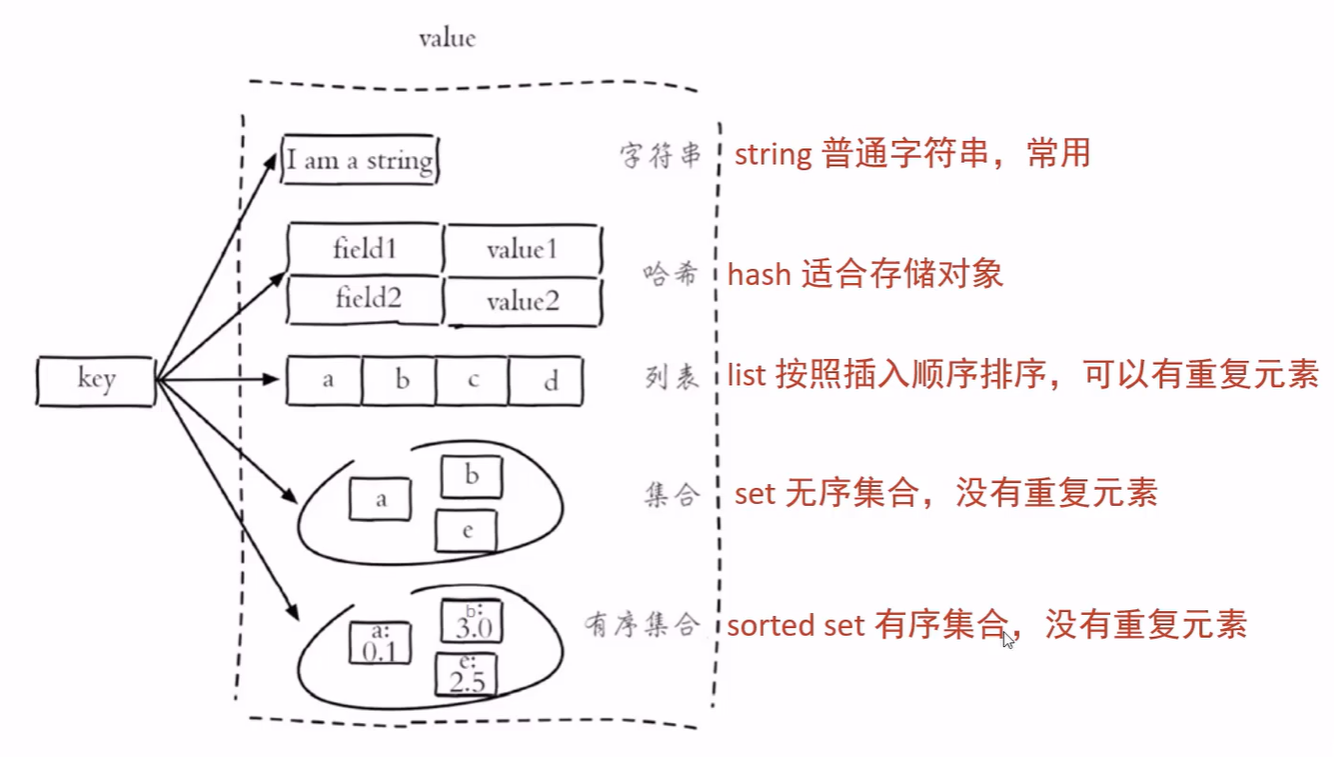 value
I am a string 字符串 string 普通字符串，常用
field1 value1
哈希 hash 适合存储对象
field2 value2
key a b c d 列表 list 按照插入顺序排序，可以有重复元素
b
a 集合 set 无序集合，没有重复元素
e
b:
3.0
a:
0.1 有序集合 sorted set 有序集合，没有重复元素
e:
2.5